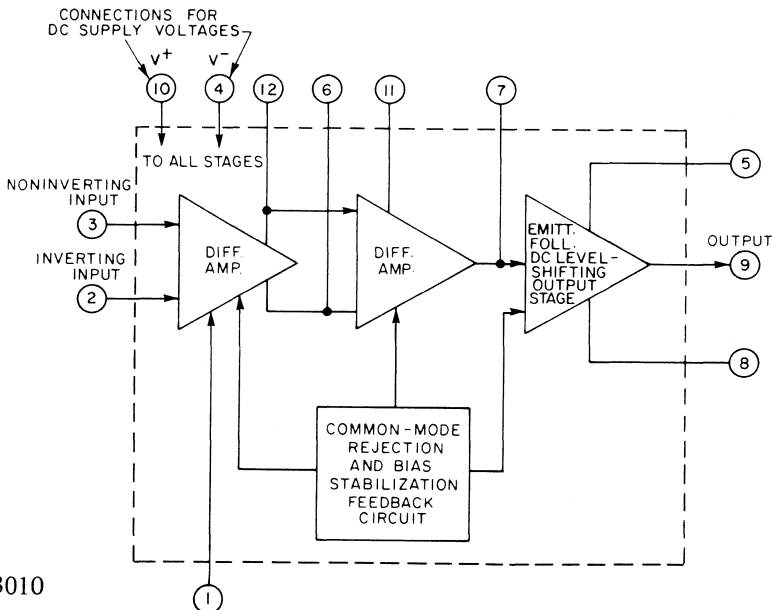 CONNECTIONS FOR
DC SUPPLY VOLTAGES
V+ V-
10 4 12 6 11 7
TO ALL STAGES
5
NONINVERTING
INPUT
3
INVERTING
INPUT
2
DIFF.
AMP.
DIFF.
AMP.
EMITT.
FOLL.
DC LEVEL-
SHIFTING
OUTPUT
STAGE
OUTPUT
9
8
COMMON-MODE
REJECTION
AND BIAS
STABILIZATION
FEEDBACK
CIRCUIT
3010
1